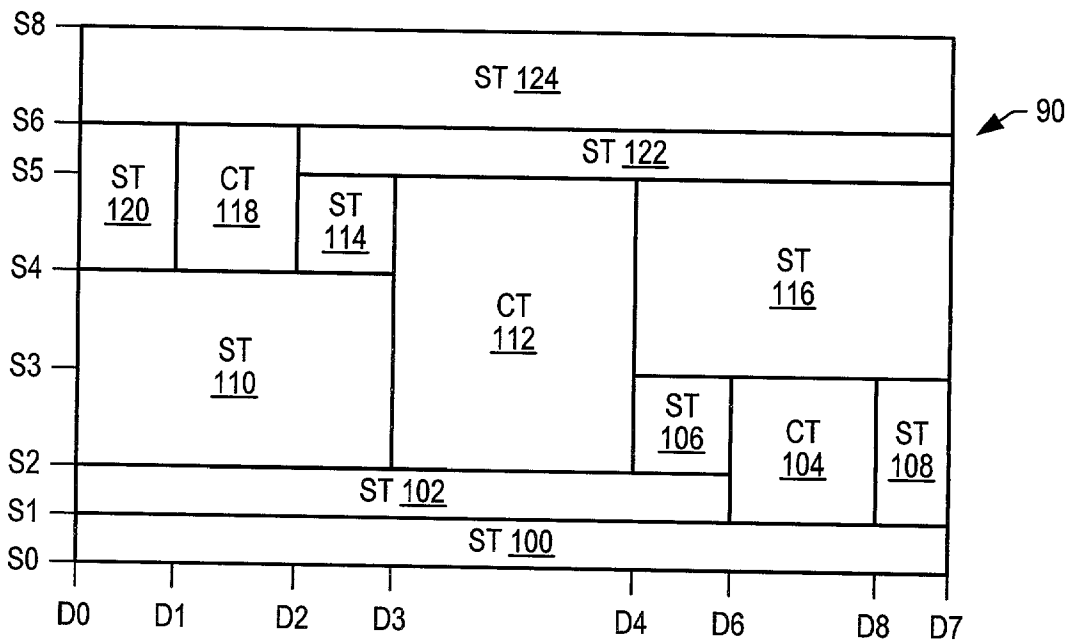 S8
ST 124
S6
90
ST 122
S5
ST
120
CT
118
ST
114
S4
ST
116
CT
112
S3
ST
110
ST
106
CT
104
ST
108
S2
ST 102
S1
ST 100
S0
D0 D1 D2 D3 D4 D6 D8 D7